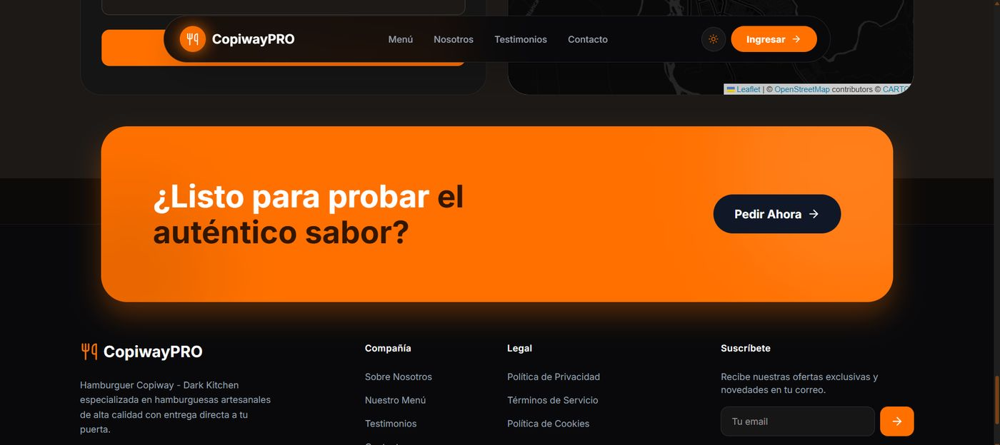 CopiwayPRO
Menú
Nosotros
Testimonios
Contacto
Ingresar →
Leaflet | © OpenStreetMap contributors ©
¿Listo para probar el
auténtico sabor?
Pedir Ahora →
CopiwayPRO
Hamburguer Copiway - Dark Kitchen
especializada en hamburguesas artesanales
de alta calidad con entrega directa a tu
puerta.
Compañía
Sobre Nosotros
Nuestro Menú
Testimonios
Legal
Política de Privacidad
Términos de Servicio
Política de Cookies
Suscríbete
Recibe nuestras ofertas exclusivas y
novedades en tu correo.
Tu email
→